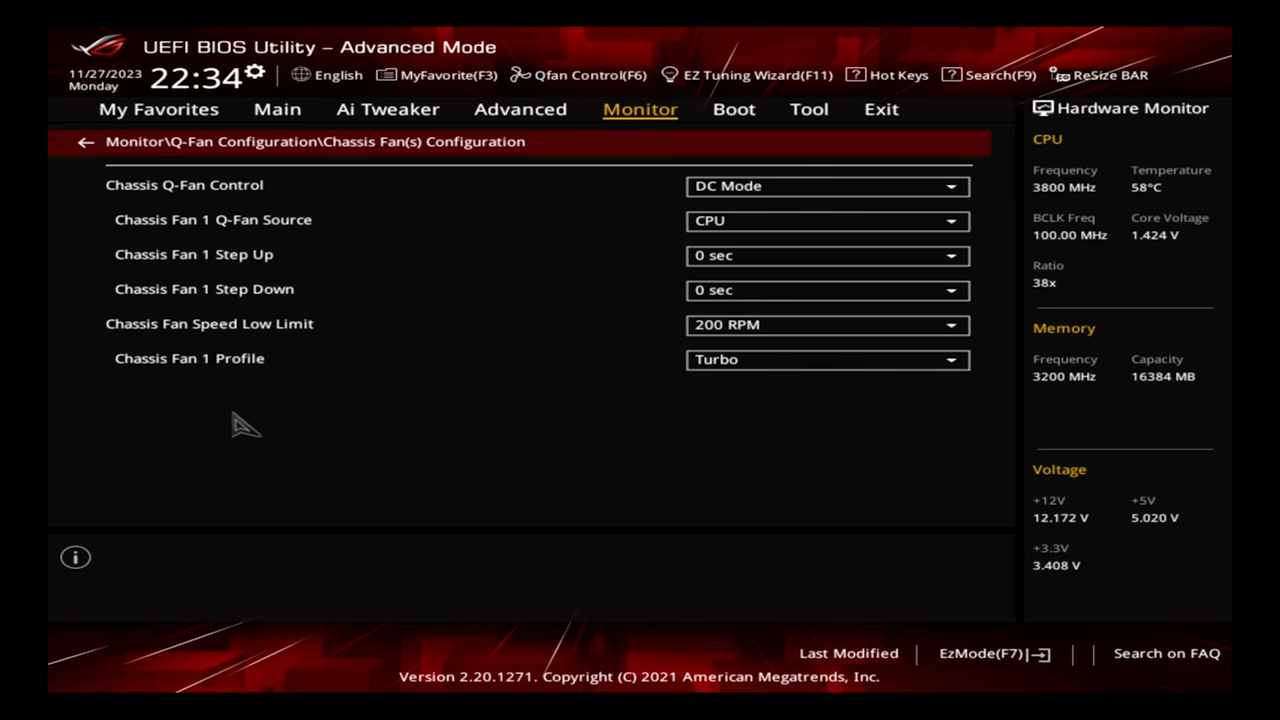 UEFI BIOS Utility – Advanced Mode
11/27/2023
Monday
22:34
English
MyFavorite(F3)
Qfan Control(F6)
EZ Tuning Wizard(F11)
? Hot Keys
? Search(F9)
ReSize BAR
My Favorites
Main
Ai Tweaker
Advanced
Monitor
Boot
Tool
Exit
Hardware Monitor
Monitor\Q-Fan Configuration\Chassis Fan(s) Configuration
Chassis Q-Fan Control DC Mode
Chassis Fan 1 Q-Fan Source CPU
Chassis Fan 1 Step Up 0 sec
Chassis Fan 1 Step Down 0 sec
Chassis Fan Speed Low Limit 200 RPM
Chassis Fan 1 Profile Turbo
CPU
Frequency Temperature
3800 MHz 58°C
BCLK Freq Core Voltage
100.00 MHz 1.424 V
Ratio
38x
Memory
Frequency Capacity
3200 MHz 16384 MB
Voltage
+12V +5V
12.172 V 5.020 V
+3.3V
3.408 V
i
Last Modified
EzMode(F7)
Search on FAQ
Version 2.20.1271. Copyright (C) 2021 American Megatrends, Inc.